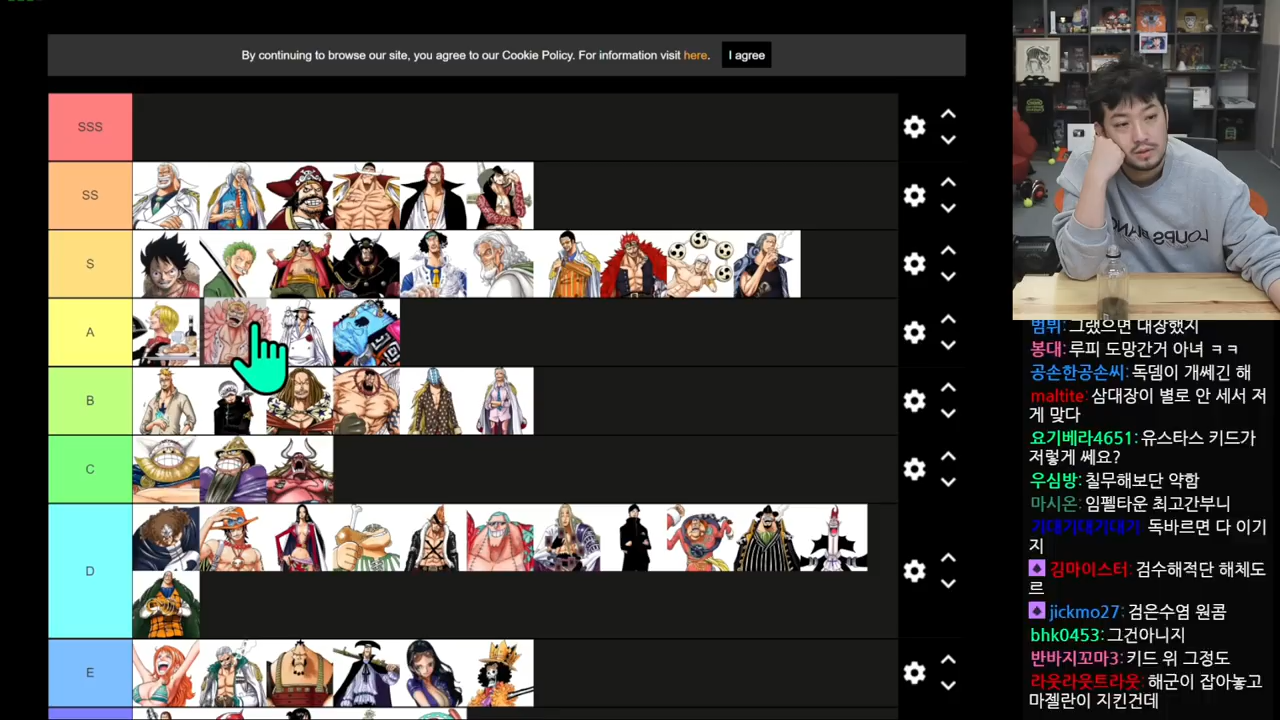 By continuing to browse our site, you agree to our Cookie Policy. For information visit here.
I agree
SSS
SS
S
A
B
C
D
E
범뷔: 그랬으면 대장했지
봉대: 루피 도망간거 아녀 ㅋㅋ
공손한공손씨: 독뎀이 개쎄긴 해
maltite: 삼대장이 별로 안 세서 저
게 맞다
요기베라4651: 유스타스 키드가
저렇게 쎄요?
우심방: 칠무해보단 약함
마시온: 임펠타운 최고간부니
기대기대기대기 독바르면 다 이기
지
김마이스터: 검수해적단 해체도
르
jickmo27: 검은수염 원콤
bhk0453: 그건아니지
반바지꼬마3: 키드 위 그정도
라웃라웃트라웃: 해군이 잡아놓고
마젤란이 지킨건데